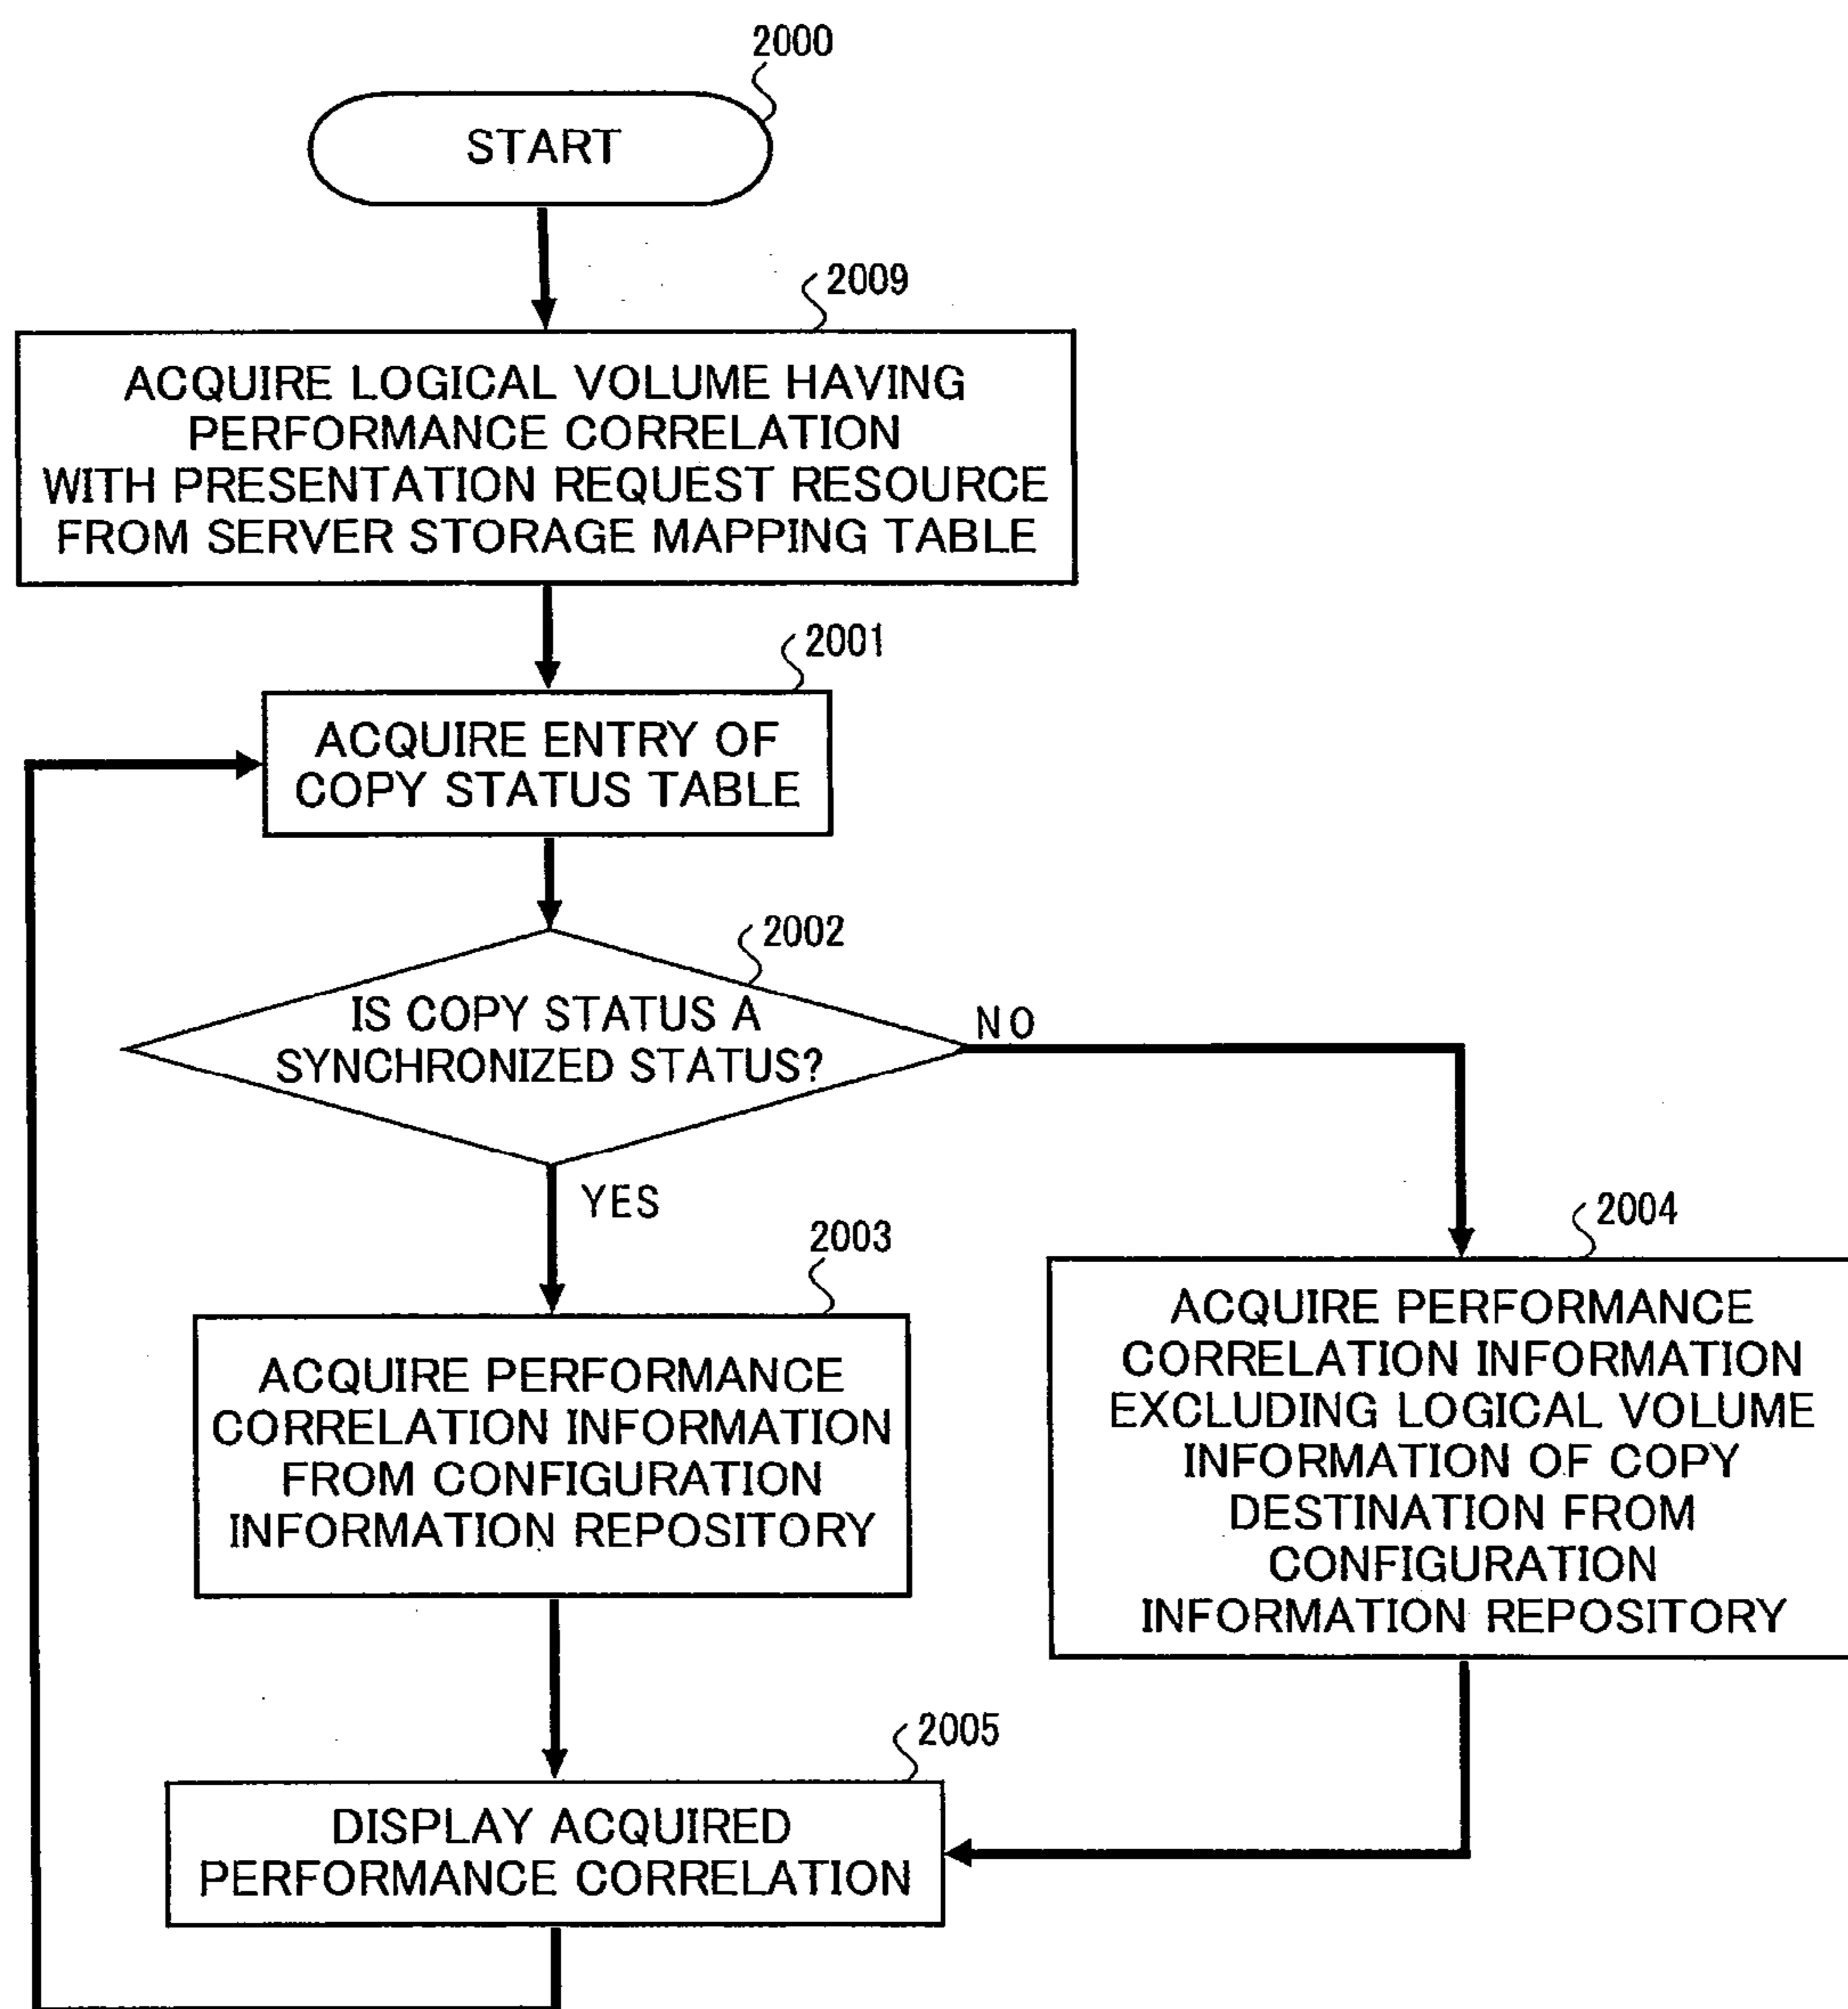 2000
START
2009
ACQUIRE LOGICAL VOLUME HAVING
PERFORMANCE CORRELATION
WITH PRESENTATION REQUEST RESOURCE
FROM SERVER STORAGE MAPPING TABLE
2001
ACQUIRE ENTRY OF
COPY STATUS TABLE
2002
IS COPY STATUS A
SYNCHRONIZED STATUS?
NO
YES
2003
ACQUIRE PERFORMANCE
CORRELATION INFORMATION
FROM CONFIGURATION
INFORMATION REPOSITORY
2004
ACQUIRE PERFORMANCE
CORRELATION INFORMATION
EXCLUDING LOGICAL VOLUME
INFORMATION OF COPY
DESTINATION FROM
CONFIGURATION
INFORMATION REPOSITORY
2005
DISPLAY ACQUIRED
PERFORMANCE CORRELATION